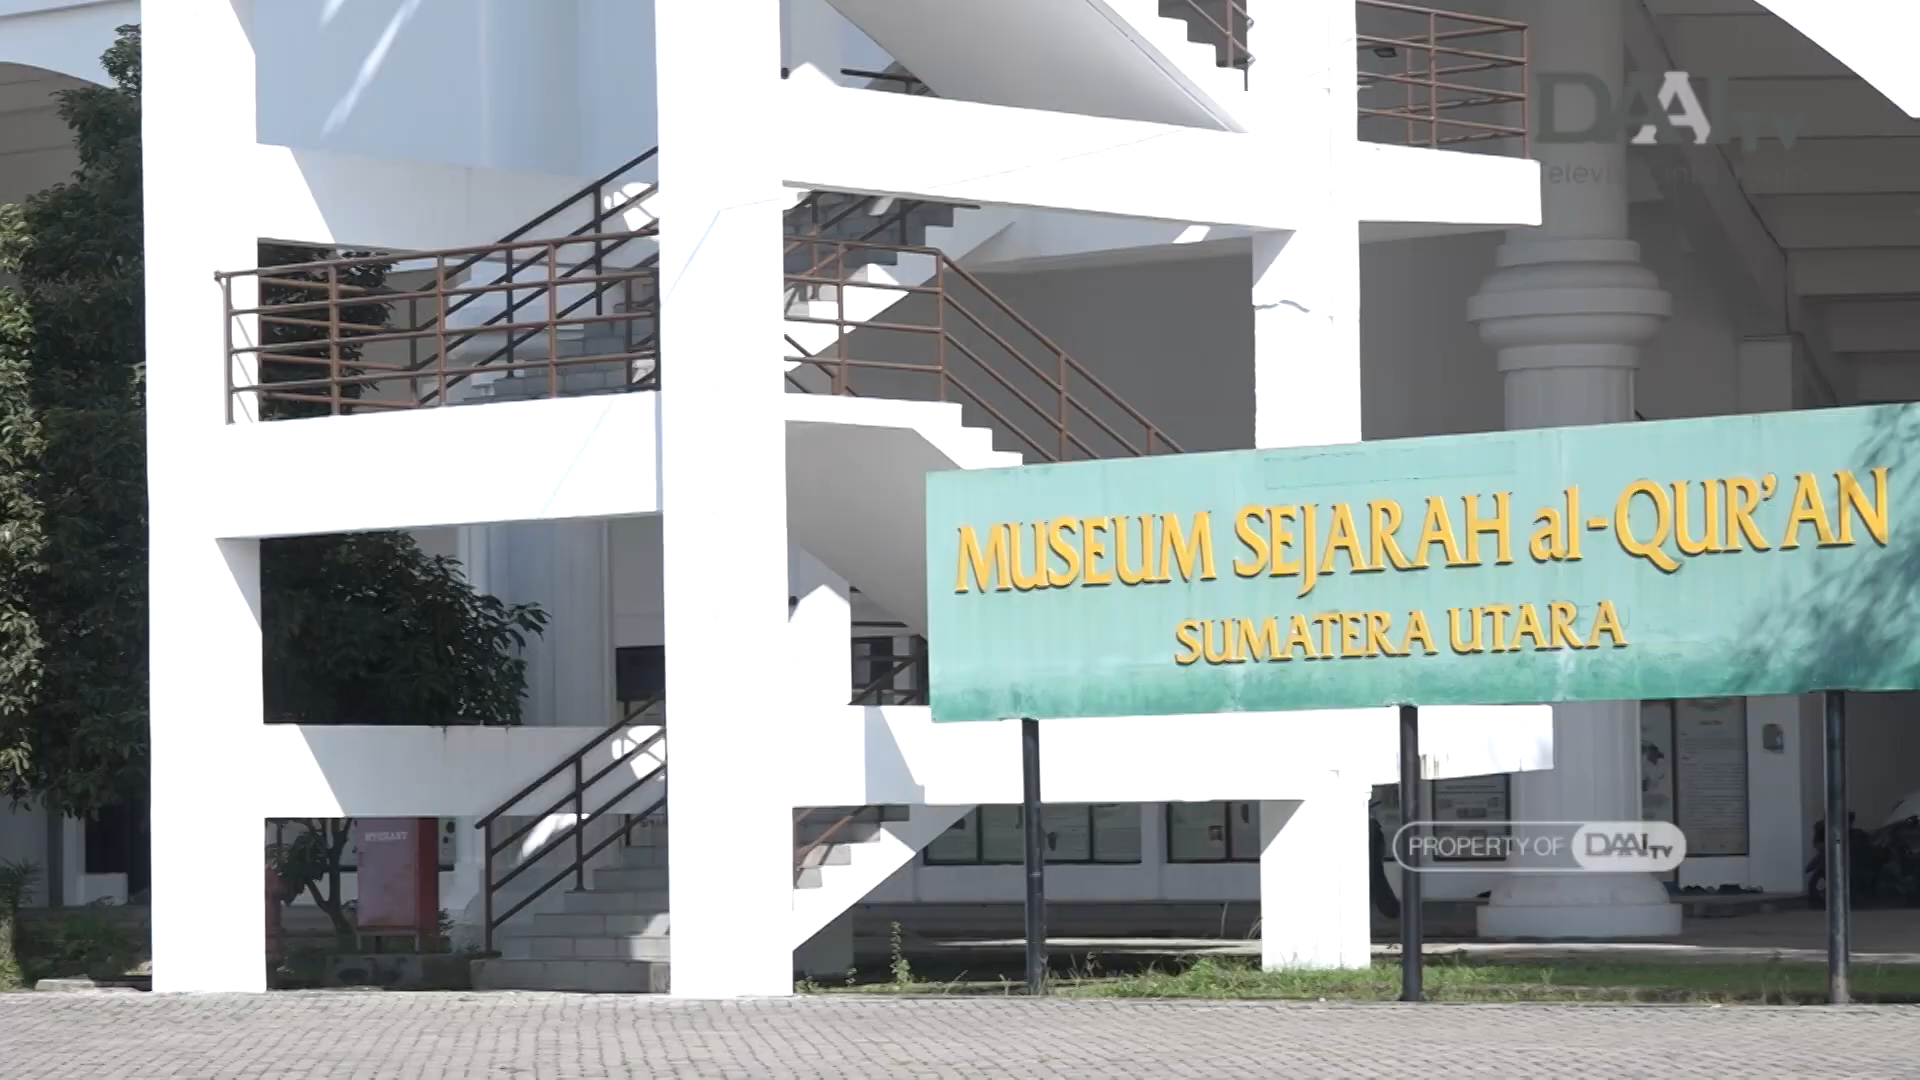 DAAI TV
MUSEUM SEJARAH al-QUR'AN
SUMATERA UTARA
HYDRANT
PROPERTY OF DAAI TV